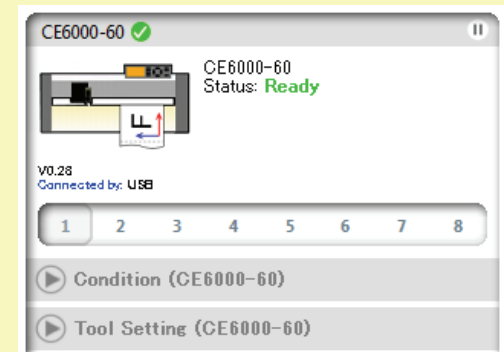 CE6000-60
CE6000-60
Status: Ready
F
V0.28
Connected by: USB
1 2 3 4 5 6 7 8
Condition (CE6000-60)
Tool Setting (CE6000-60)